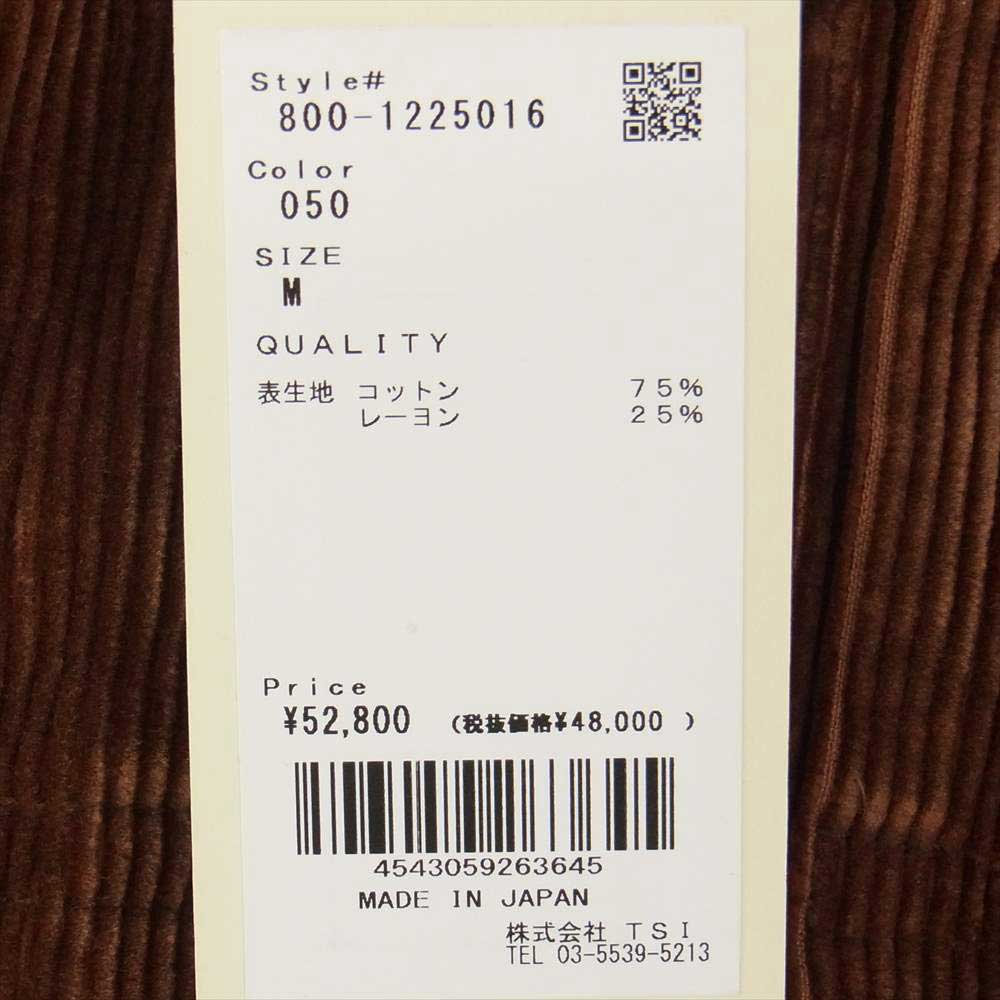 Style#
800-1225016
Color
050
SIZE
M
QUALITY
表生地 コットン 75%
レーヨン 25%
Price
¥52,800 (税抜価格¥48,000 )
4543059263645
MADE IN JAPAN
株式会社 TSI
TEL 03-5539-5213